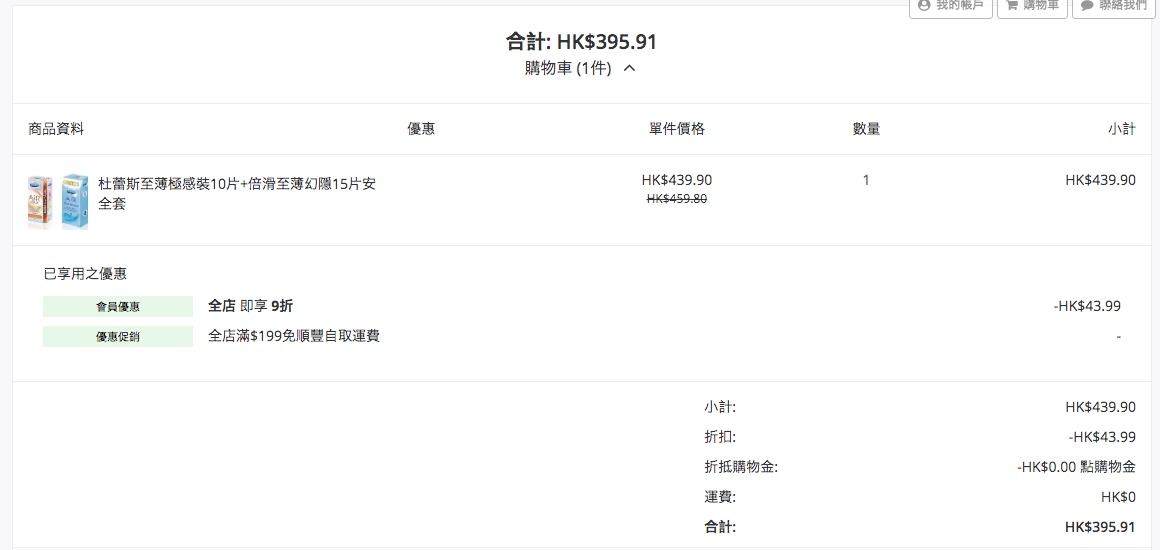 我的帳戶 購物車 聯絡我們
合計: HK$395.91
購物車 (1件)
商品資料 優惠 單件價格 數量 小計
杜蕾斯至薄極感裝10片+倍滑至薄幻隱15片安 HK$439.90 1 HK$439.90
全套 HK$459.80
已享用之優惠
會員優惠 全店 即享 9折 -HK$43.99
優惠促銷 全店滿$199免順豐自取運費 -
小計: HK$439.90
折扣: -HK$43.99
折抵購物金: -HK$0.00 點購物金
運費: HK$0
合計: HK$395.91